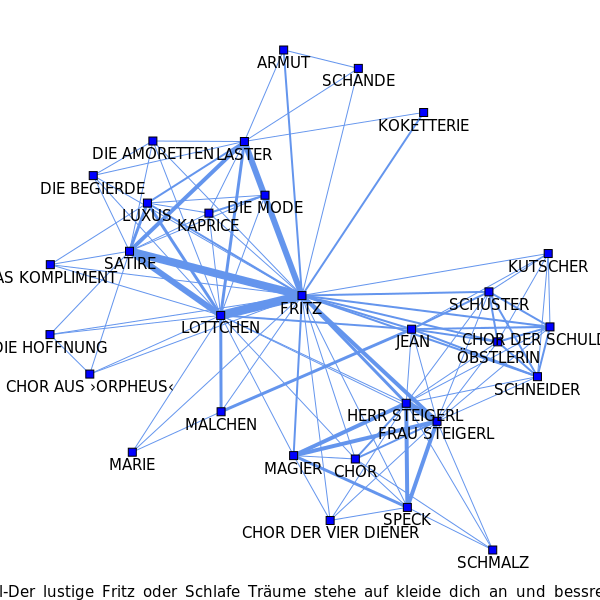 ARMUT
SCHANDE
KOKETTERIE
DIE AMORETTEN
LASTER
DIE BEGIERDE
DIE MODE
LUXUS
KAPRICE
SATIRE
KUTSCHER
AS KOMPLIMENT
SCHUSTER
FRITZ
LOTTCHEN
CHOR DER SCHULD
JEAN
DIE HOFFNUNG
OBSTLERIN
CHOR AUS ›ORPHEUS‹
SCHNEIDER
HERR STEIGERL
MALCHEN
FRAU STEIGERL
MARIE
MAGIER
CHOR
SPECK
CHOR DER VIER DIENER
SCHMALZ
l-Der lustige Fritz oder Schlafe Träume stehe auf kleide dich an und bessre